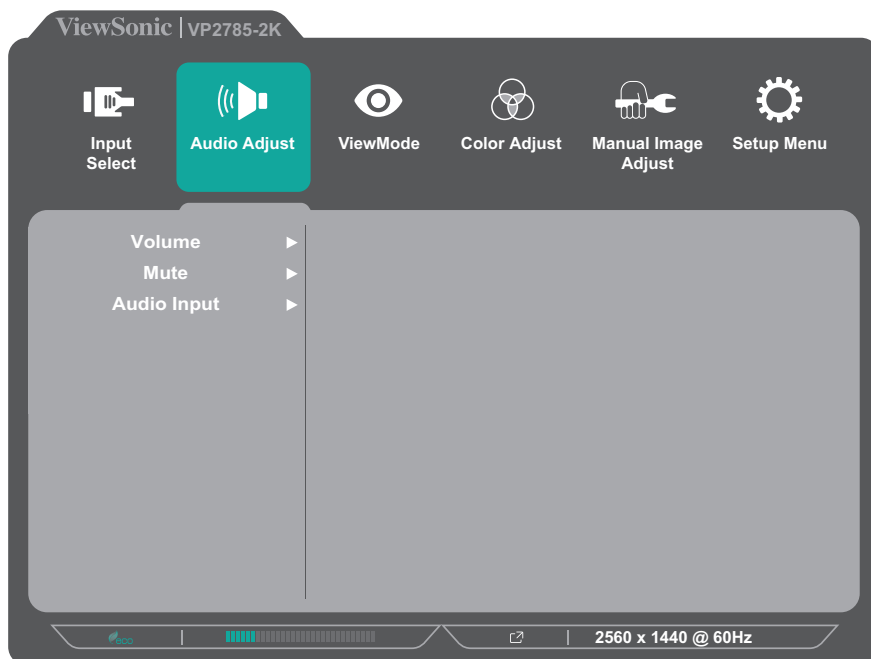 ViewSonic | VP2785-2K
Input Select
Audio Adjust
ViewMode
Color Adjust
Manual Image Adjust
Setup Menu
Volume
Mute
Audio Input
eco
2560 x 1440 @ 60Hz